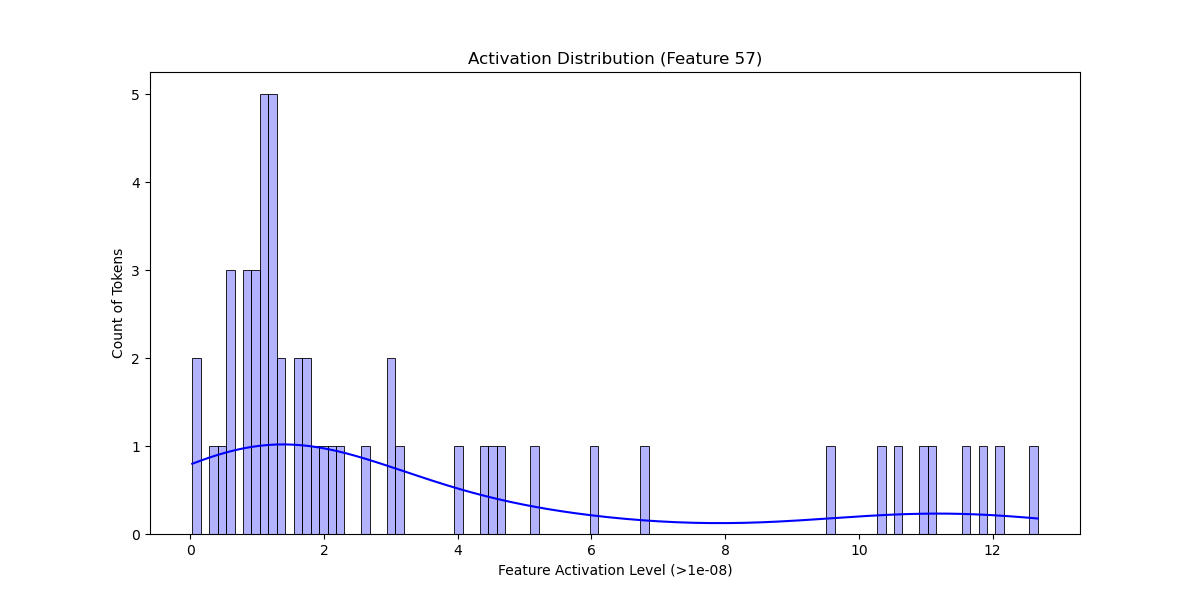 Activation Distribution (Feature 57)
Count of Tokens
5
4
3
2
1
0
0 2 4 6 8 10 12
Feature Activation Level (>1e-08)